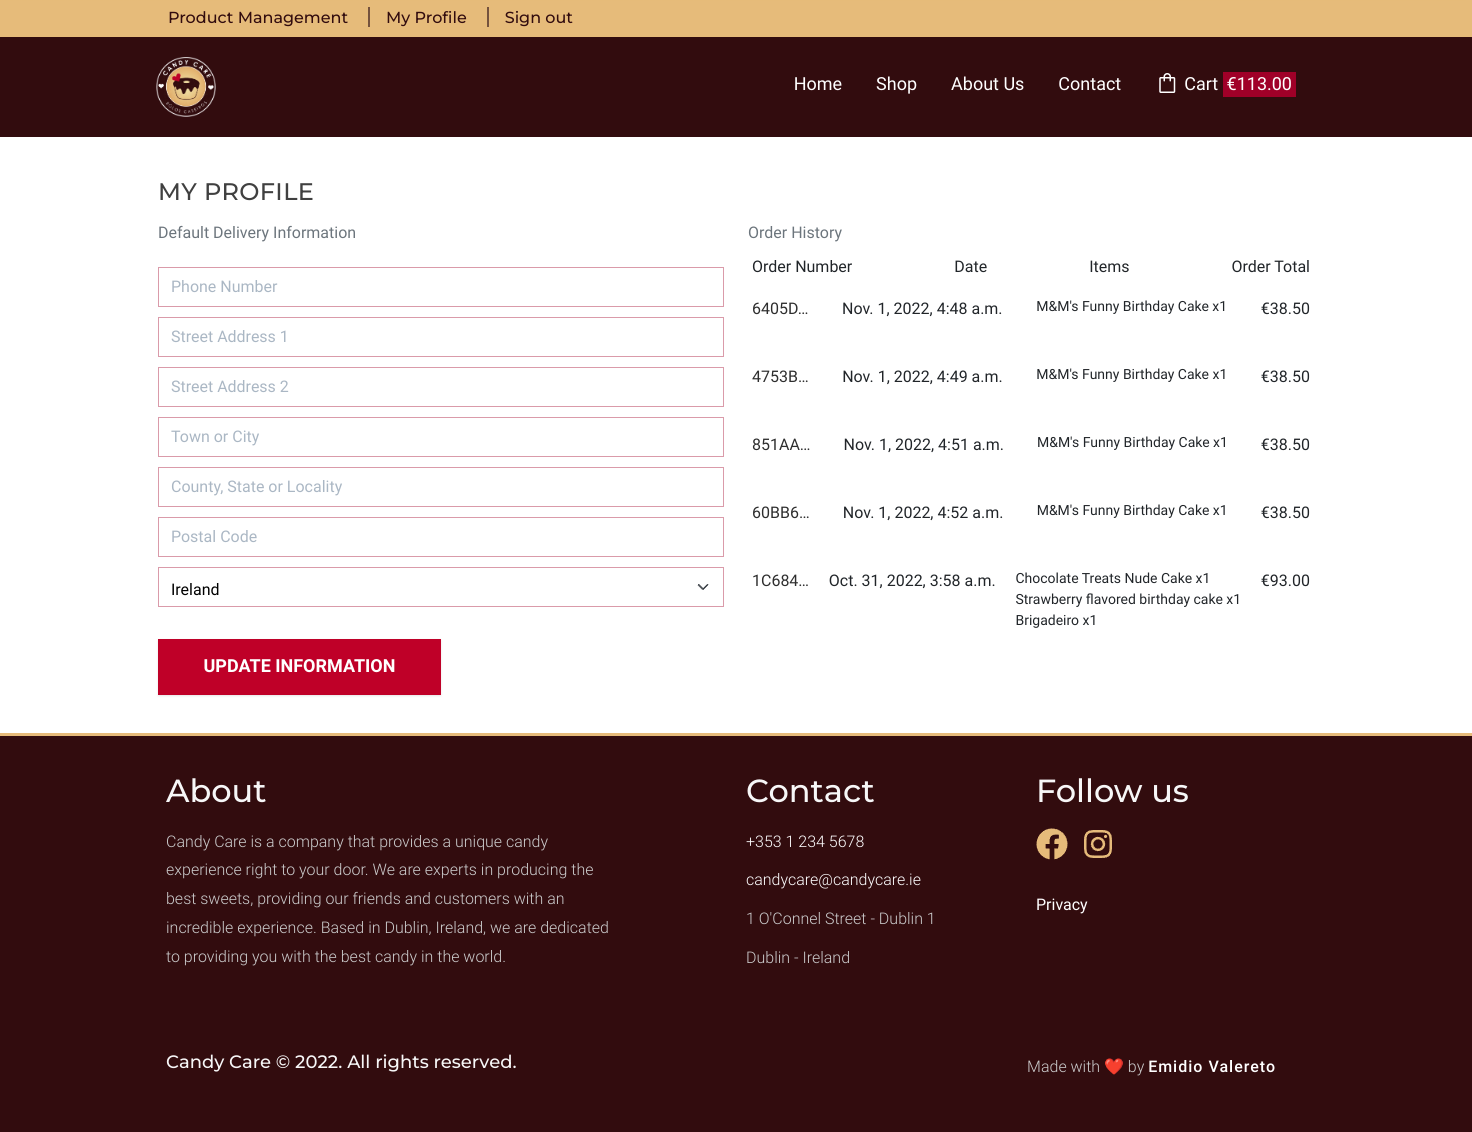 Product Management
My Profile
Sign out
CANDY CARE
Home
Shop
About Us
Contact
Cart €113.00
MY PROFILE
Default Delivery Information
Phone Number
Street Address 1
Street Address 2
Town or City
County, State or Locality
Postal Code
Ireland
UPDATE INFORMATION
Order History
Order Number Date Items Order Total
6405D... Nov. 1, 2022, 4:48 a.m. M&M's Funny Birthday Cake x1 €38.50
4753B... Nov. 1, 2022, 4:49 a.m. M&M's Funny Birthday Cake x1 €38.50
851AA... Nov. 1, 2022, 4:51 a.m. M&M's Funny Birthday Cake x1 €38.50
60BB6... Nov. 1, 2022, 4:52 a.m. M&M's Funny Birthday Cake x1 €38.50
1C684... Oct. 31, 2022, 3:58 a.m. Chocolate Treats Nude Cake x1 €93.00
Strawberry flavored birthday cake x1
Brigadeiro x1
About
Candy Care is a company that provides a unique candy
experience right to your door. We are experts in producing the
best sweets, providing our friends and customers with an
incredible experience. Based in Dublin, Ireland, we are dedicated
to providing you with the best candy in the world.
Contact
+353 1 234 5678
candycare@candycare.ie
1 O'Connel Street - Dublin 1
Dublin - Ireland
Follow us
Privacy
Candy Care © 2022. All rights reserved.
Made with ❤️ by Emidio Valereto